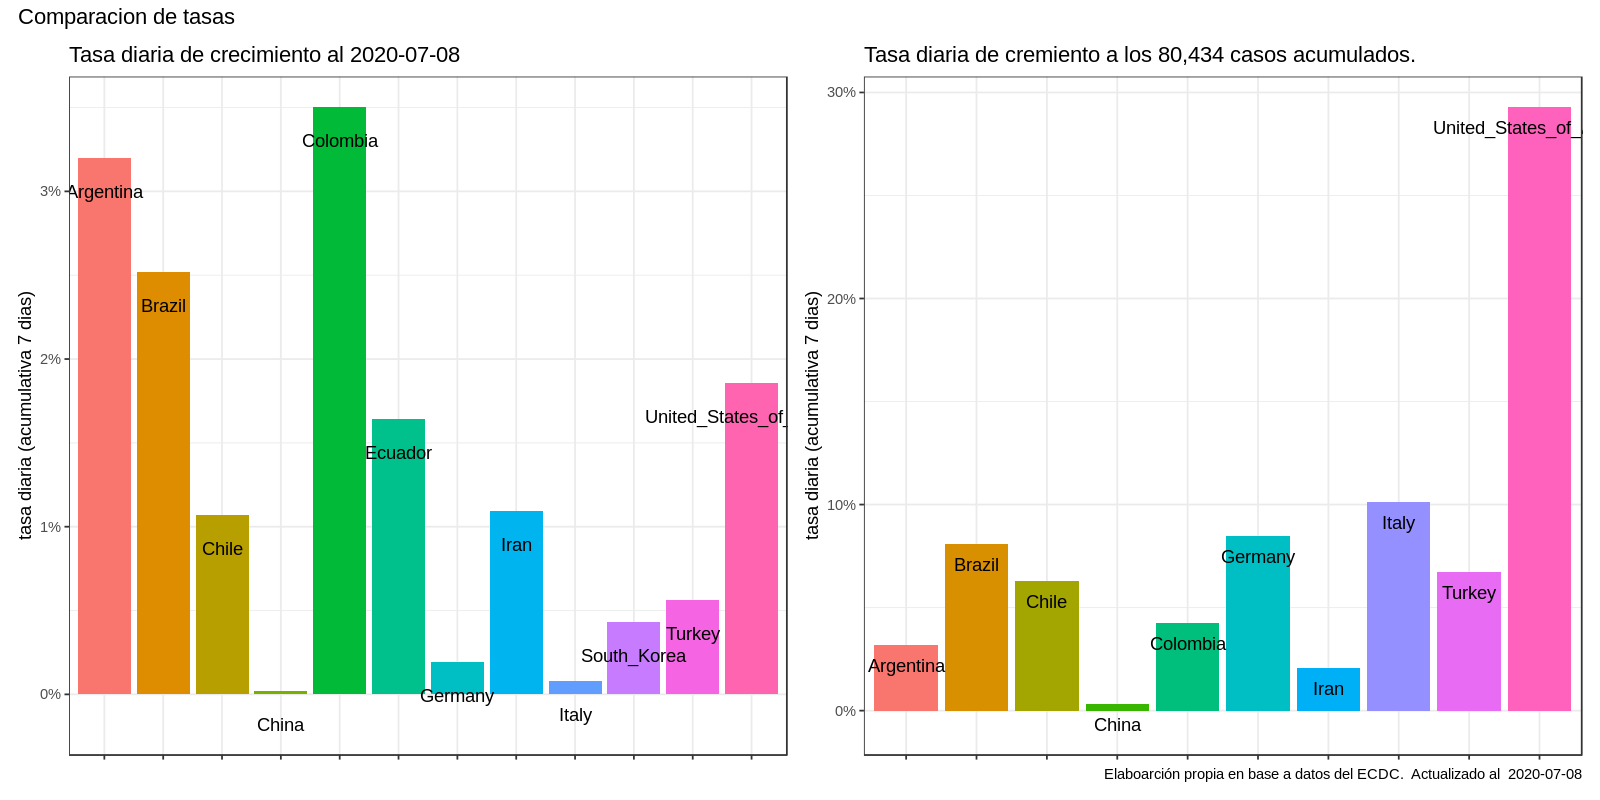 Comparacion de tasas
Tasa diaria de crecimiento al 2020-07-08
tasa diaria (acumulativa 7 dias)
3%
2%
1%
0%
Argentina
Brazil
Chile
China
Colombia
Ecuador
Germany
Iran
Italy
South_Korea
Turkey
United_States_of_
Tasa diaria de cremiento a los 80,434 casos acumulados.
tasa diaria (acumulativa 7 dias)
30%
20%
10%
0%
Argentina
Brazil
Chile
China
Colombia
Germany
Iran
Italy
Turkey
United_States_of_
Elaboarción propia en base a datos del ECDC. Actualizado al 2020-07-08